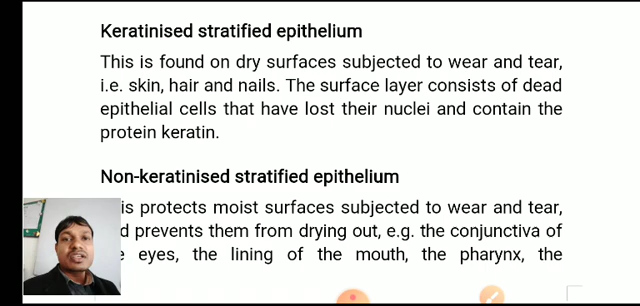 Keratinised stratified epithelium
This is found on dry surfaces subjected to wear and tear,
i.e. skin, hair and nails. The surface layer consists of dead
epithelial cells that have lost their nuclei and contain the
protein keratin.
Non-keratinised stratified epithelium
is protects moist surfaces subjected to wear and tear,
d prevents them from drying out, e.g. the conjunctiva of
e eyes, the lining of the mouth, the pharynx, the